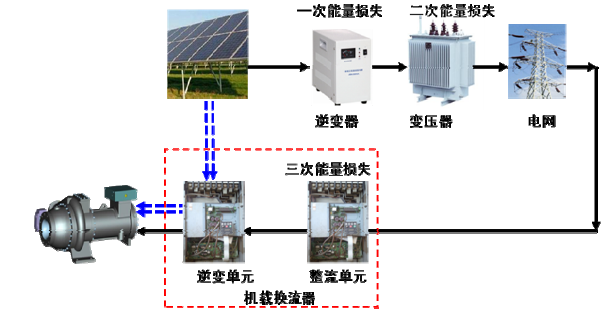 一次能量损失
二次能量损失
逆变器
变压器
电网
三次能量损失
逆变单元
整流单元
机载换流器